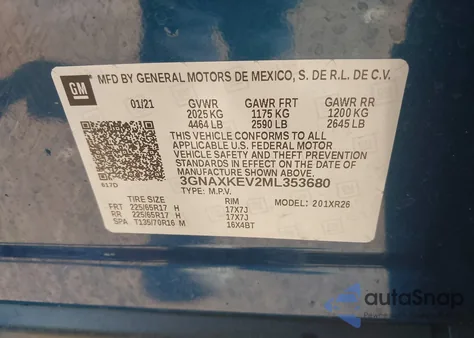 GM
MFD BY GENERAL MOTORS DE MEXICO, S. DE R.L. DE C.V.
01/21 GVWR GAWR FRT GAWR RR
2025 KG 1175 KG 1200 KG
4464 LB 2590 LB 2645 LB
THIS VEHICLE CONFORMS TO ALL
APPLICABLE U.S. FEDERAL MOTOR
VEHICLE SAFETY STANDARDS IN
EFFECT ON THE DATE OF
MANUFACTURE SHOWN ABOVE.
617D 3GNAXKEV2ML353680
TYPE: M.P.V. MODEL: 201XR26
TIRE SIZE RIM
FRT 225/65R17 H 17X7J
RR 225/65R17 H 17X7J
SPA T135/70R16 M 16X4BT
autoSnap